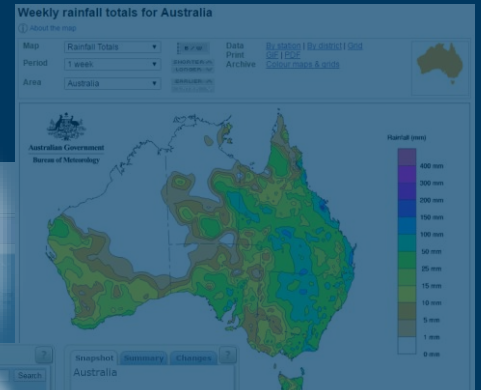 Weekly rainfall totals for Australia
About the map
Map Rainfall Totals
Period 1 week
Area Australia
Data By station | By district | Grid
Print GIF | PDF
Archive Colour maps & grids
Australian Government
Bureau of Meteorology
Rainfall (mm)
400 mm
300 mm
200 mm
150 mm
100 mm
50 mm
25 mm
15 mm
10 mm
5 mm
1 mm
0 mm
? Search
Snapshot Summary Changes ?
Australia